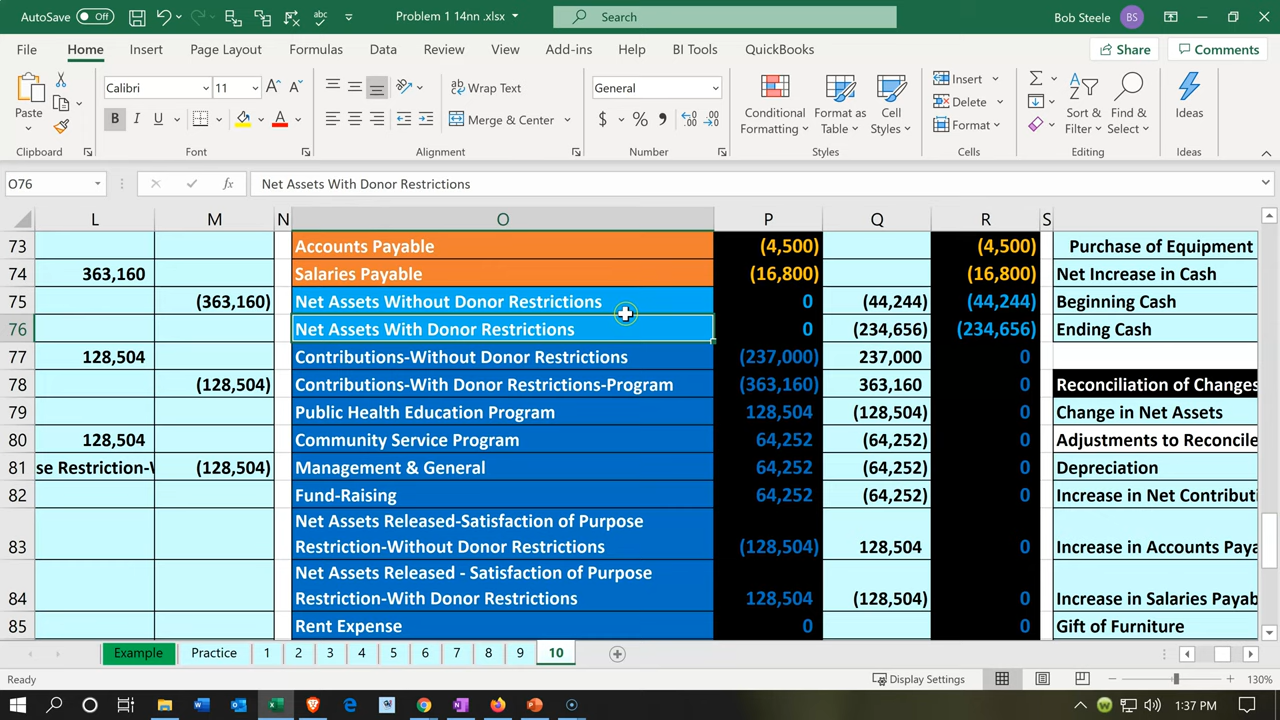 AutoSave Off Problem 1 14nn .xlsx Search Bob Steele BS
File Home Insert Page Layout Formulas Data Review View Add-ins Help BI Tools QuickBooks Share Comments
Calibri 11 Wrap Text General Insert
Paste Conditional Format as Cell Delete Sort & Find & Ideas
B I U Merge & Center $ % Formatting Table Styles Format Filter Select
Clipboard Font Alignment Number Styles Cells Editing Ideas
O76 fx Net Assets With Donor Restrictions
L M N O P Q R S
73 Accounts Payable (4,500) (4,500) Purchase of Equipment
74 363,160 Salaries Payable (16,800) (16,800) Net Increase in Cash
75 (363,160) Net Assets Without Donor Restrictions 0 (44,244) (44,244) Beginning Cash
76 Net Assets With Donor Restrictions 0 (234,656) (234,656) Ending Cash
77 128,504 Contributions-Without Donor Restrictions (237,000) 237,000 0
78 (128,504) Contributions-With Donor Restrictions-Program (363,160) 363,160 0 Reconciliation of Changes
79 Public Health Education Program 128,504 (128,504) 0 Change in Net Assets
80 128,504 Community Service Program 64,252 (64,252) 0 Adjustments to Reconcile
81 se Restriction-W (128,504) Management & General 64,252 (64,252) 0 Depreciation
82 Fund-Raising 64,252 (64,252) 0 Increase in Net Contributi
Net Assets Released-Satisfaction of Purpose
83 Restriction-Without Donor Restrictions (128,504) 128,504 0 Increase in Accounts Paya
Net Assets Released - Satisfaction of Purpose
84 Restriction-With Donor Restrictions 128,504 (128,504) 0 Increase in Salaries Payab
85 Rent Expense 0 0 Gift of Furniture
Example Practice 1 2 3 4 5 6 7 8 9 10
Ready Display Settings 130%
1:37 PM